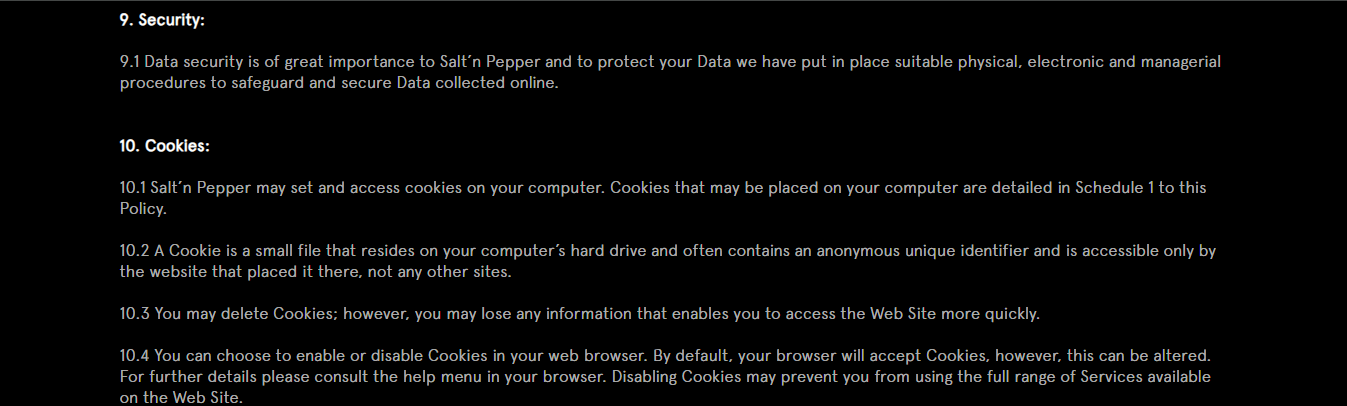 9. Security:
9.1 Data security is of great importance to Salt´n Pepper and to protect your Data we have put in place suitable physical, electronic and managerial
procedures to safeguard and secure Data collected online.
10. Cookies:
10.1 Salt´n Pepper may set and access cookies on your computer. Cookies that may be placed on your computer are detailed in Schedule 1 to this
Policy.
10.2 A Cookie is a small file that resides on your computer’s hard drive and often contains an anonymous unique identifier and is accessible only by
the website that placed it there, not any other sites.
10.3 You may delete Cookies; however, you may lose any information that enables you to access the Web Site more quickly.
10.4 You can choose to enable or disable Cookies in your web browser. By default, your browser will accept Cookies, however, this can be altered.
For further details please consult the help menu in your browser. Disabling Cookies may prevent you from using the full range of Services available
on the Web Site.